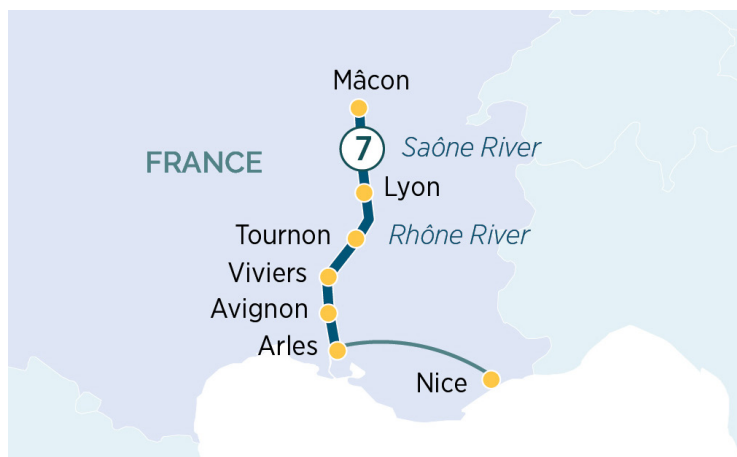 Mâcon
7
Saône River
FRANCE
Lyon
Tournon
Rhône River
Viviers
Avignon
Arles
Nice